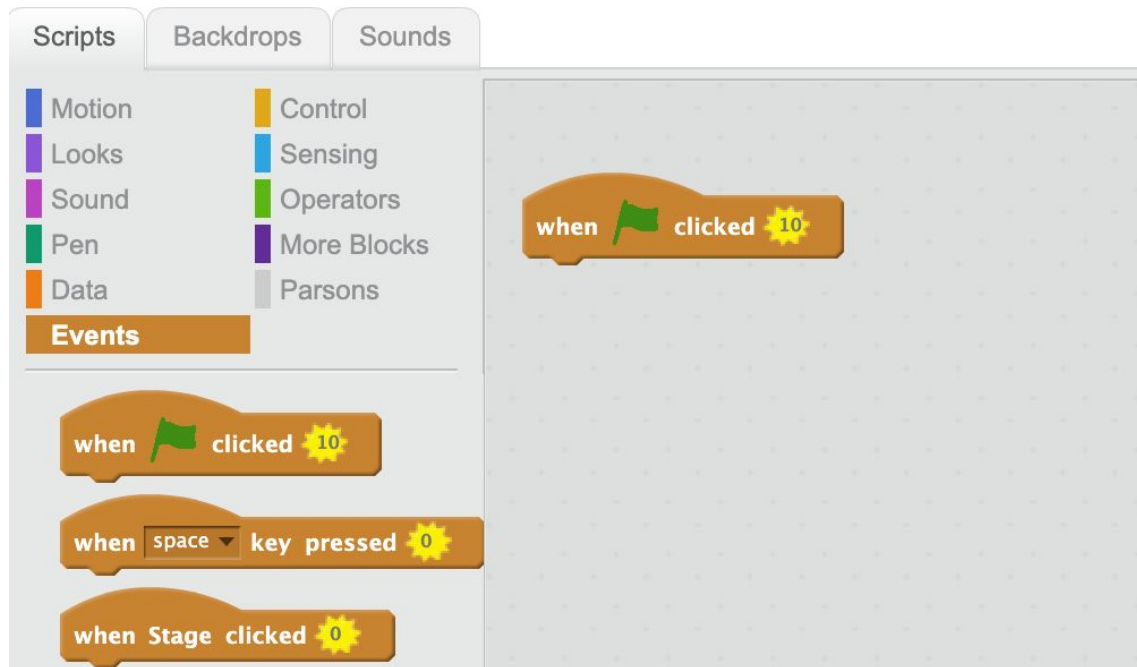 Scripts Backdrops Sounds
Motion Control
Looks Sensing
Sound Operators
Pen More Blocks
Data Parsons
Events
when clicked 10
when clicked 10
when space key pressed 0
when Stage clicked 0